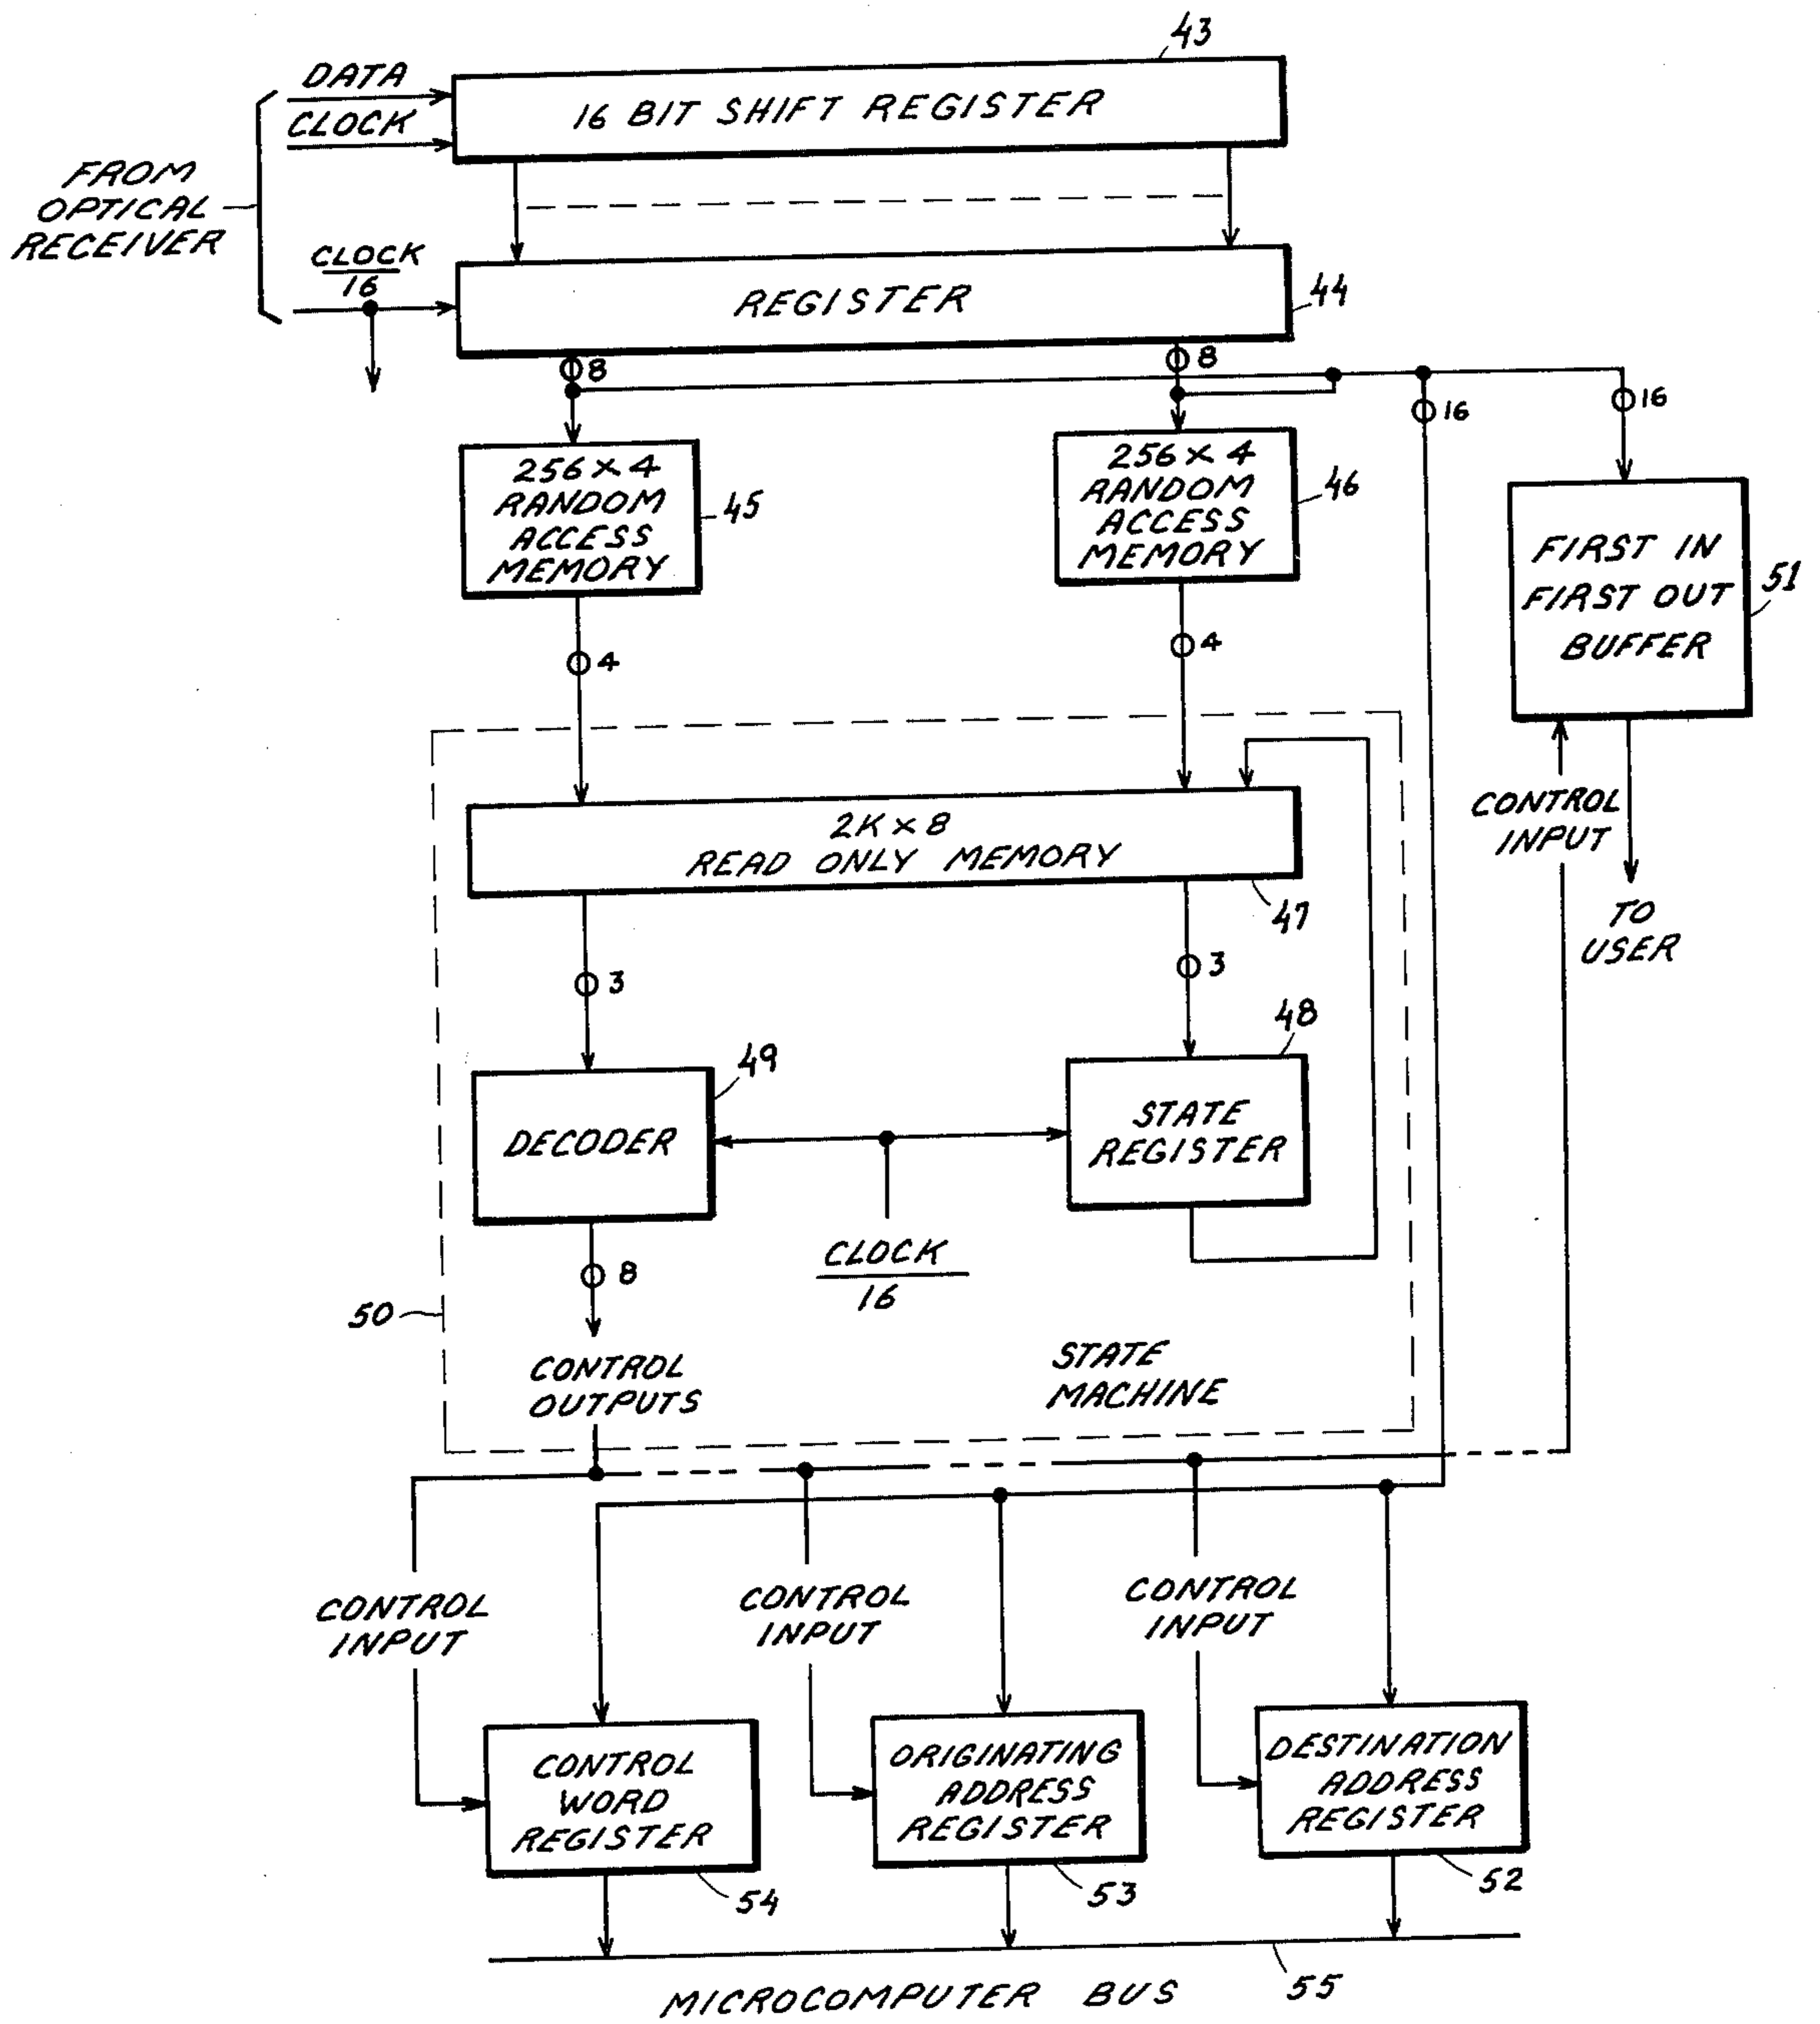 43
DATA
CLOCK
16 BIT SHIFT REGISTER
FROM
OPTICAL
RECEIVER
CLOCK
16
REGISTER
44
8
8
16
16
256 × 4
RANDOM
ACCESS
MEMORY
45
256 × 4
RANDOM
ACCESS
MEMORY
46
FIRST IN
FIRST OUT
BUFFER
51
4
4
CONTROL
INPUT
2K × 8
READ ONLY MEMORY
47
TO
USER
3
3
49
48
DECODER
STATE
REGISTER
CLOCK
16
8
50
CONTROL
OUTPUTS
STATE
MACHINE
CONTROL
INPUT
CONTROL
INPUT
CONTROL
INPUT
CONTROL
WORD
REGISTER
54
ORIGINATING
ADDRESS
REGISTER
53
DESTINATION
ADDRESS
REGISTER
52
MICROCOMPUTER BUS
55